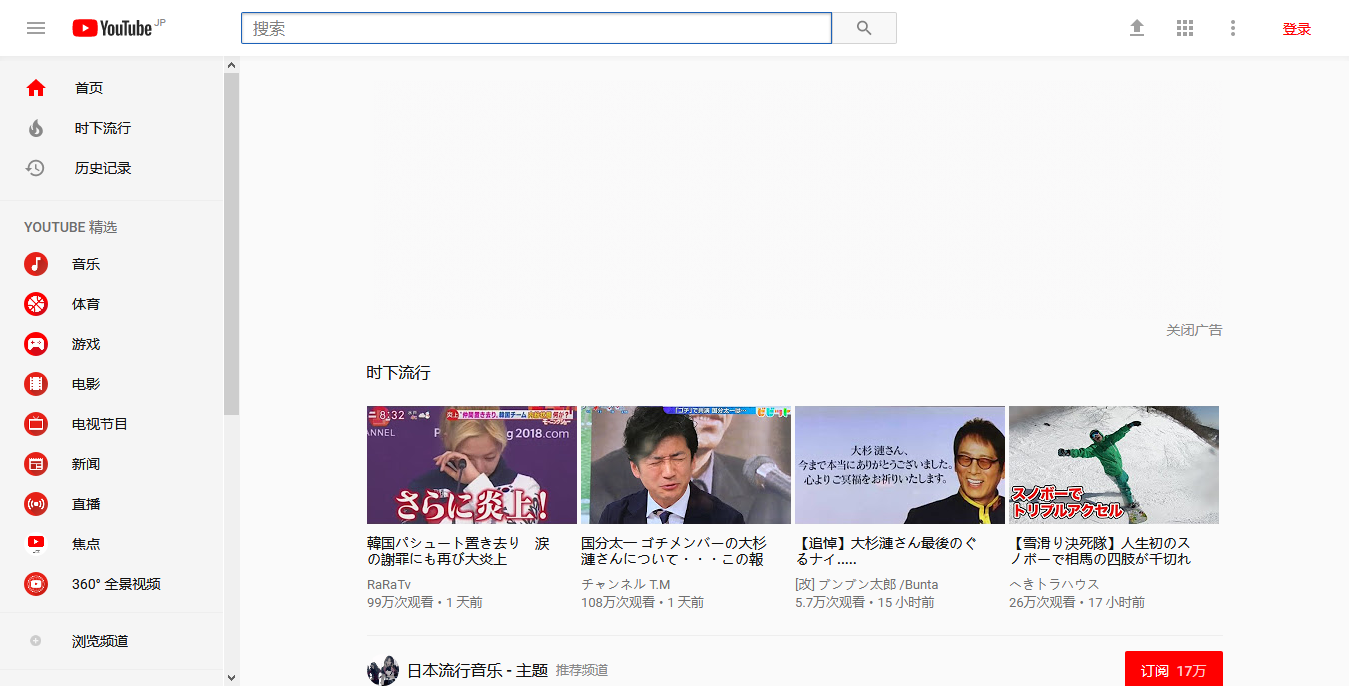 YouTube JP
搜索
登录
首页
时下流行
历史记录
YOUTUBE 精选
音乐
体育
游戏
电影
电视节目
新闻
直播
焦点
360° 全景视频
浏览频道
关闭广告
时下流行
8:32
さらに炎上!
大杉 漣さん、
今まで本当にありがとうございました。
心よりご冥福をお祈りいたします。
スノボーで
トリプルアクセル
韓国パシュート置き去り 涙
の謝罪にも再び大炎上
RaRaTv
99万次观看 • 1 天前
国分太一 ゴチメンバーの大杉
漣さんについて・・・この報
チャンネル T.M
108万次观看 • 1 天前
【追悼】大杉漣さん最後のぐ
るナイ.....
[改] ブンブン太郎 /Bunta
5.7万次观看 • 15 小时前
【雪滑り決死隊】人生初のス
ノボーで相馬の四肢が千切れ
へきトラハウス
26万次观看 • 17 小时前
日本流行音乐 - 主题 推荐频道
订阅 17万